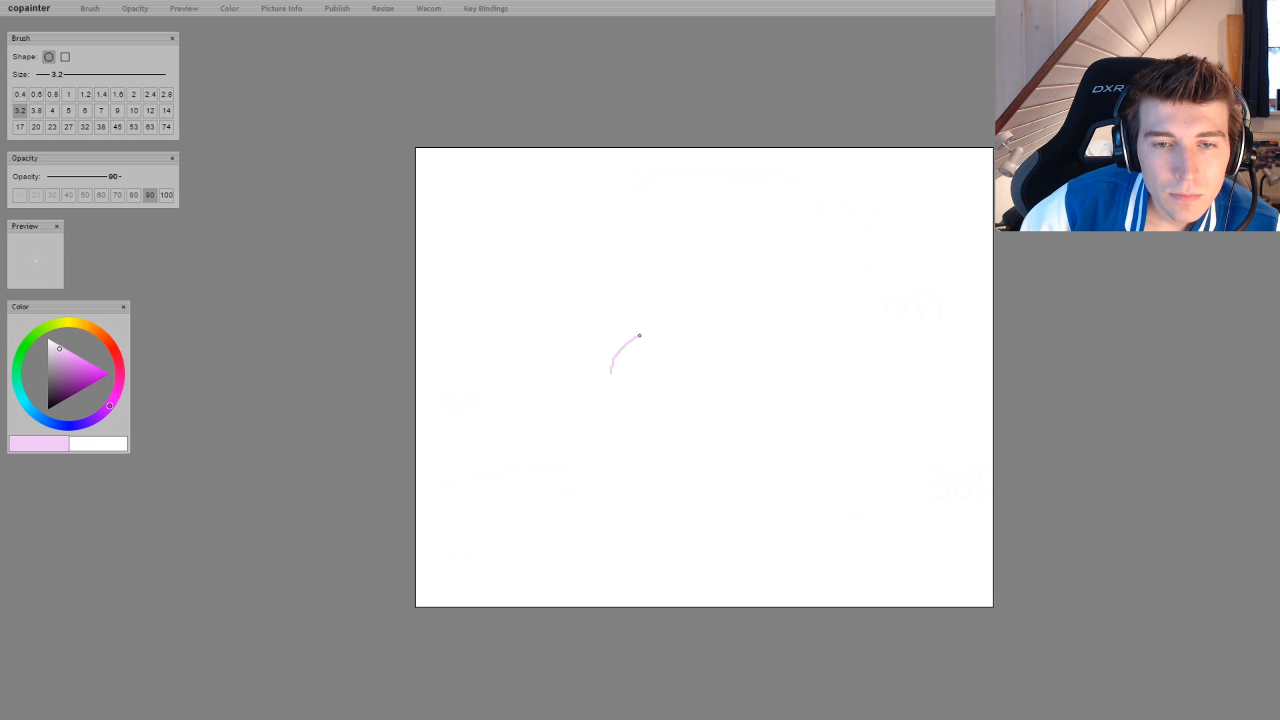 copainter Brush Opacity Preview Color Picture Info Publish Resize Wacom Key Bindings
Brush ×
Shape:
Size: 3.2
0.4 0.6 0.8 1 1.2 1.4 1.6 2 2.4 2.8
3.2 3.8 4 5 6 7 9 10 12 14
17 20 23 27 32 38 45 53 63 74
Opacity ×
Opacity: 90
20 30 40 50 60 70 80 90 100
Preview ×
Color ×
DXR